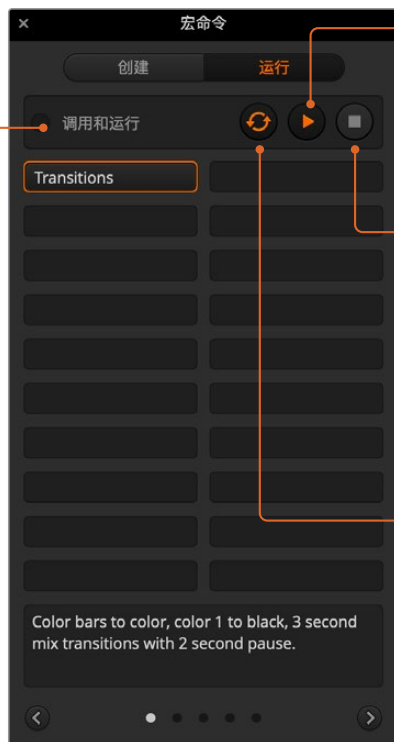 宏命令
创建
运行
调用和运行
Transitions
Color bars to color, color 1 to black, 3 second
mix transitions with 2 second pause.